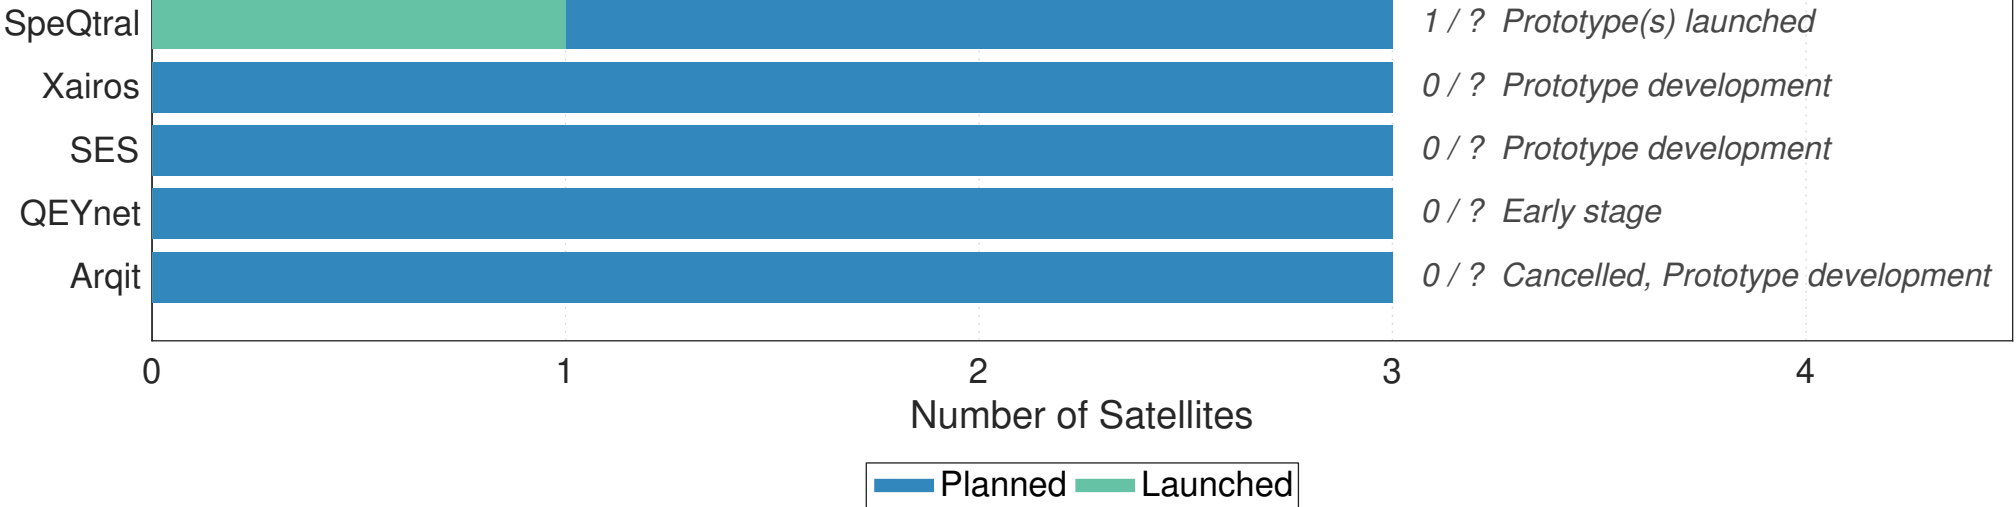 SpeQtral 1 / ? Prototype(s) launched
Xairos 0 / ? Prototype development
SES 0 / ? Prototype development
QEYnet 0 / ? Early stage
Arqit 0 / ? Cancelled, Prototype development
0 1 2 3 4
Number of Satellites
Planned Launched